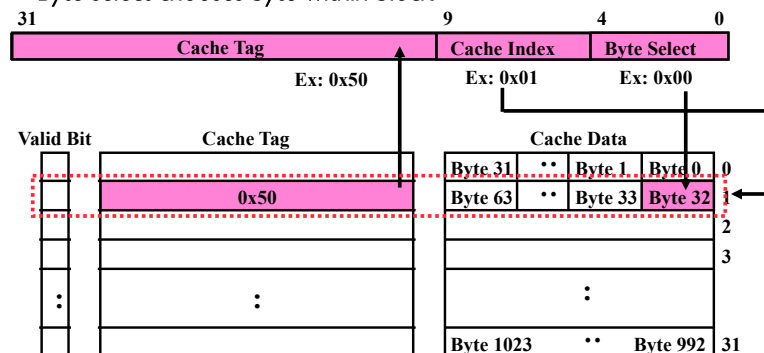 Byte select chooses byte within block
31 9 4 0
Cache Tag Cache Index Byte Select
Ex: 0x50 Ex: 0x01 Ex: 0x00
Valid Bit Cache Tag Cache Data
Byte 31 ·· Byte 1 Byte 0 0
0x50 Byte 63 ·· Byte 33 Byte 32 1
2
3
: : :
Byte 1023 ·· Byte 992 31